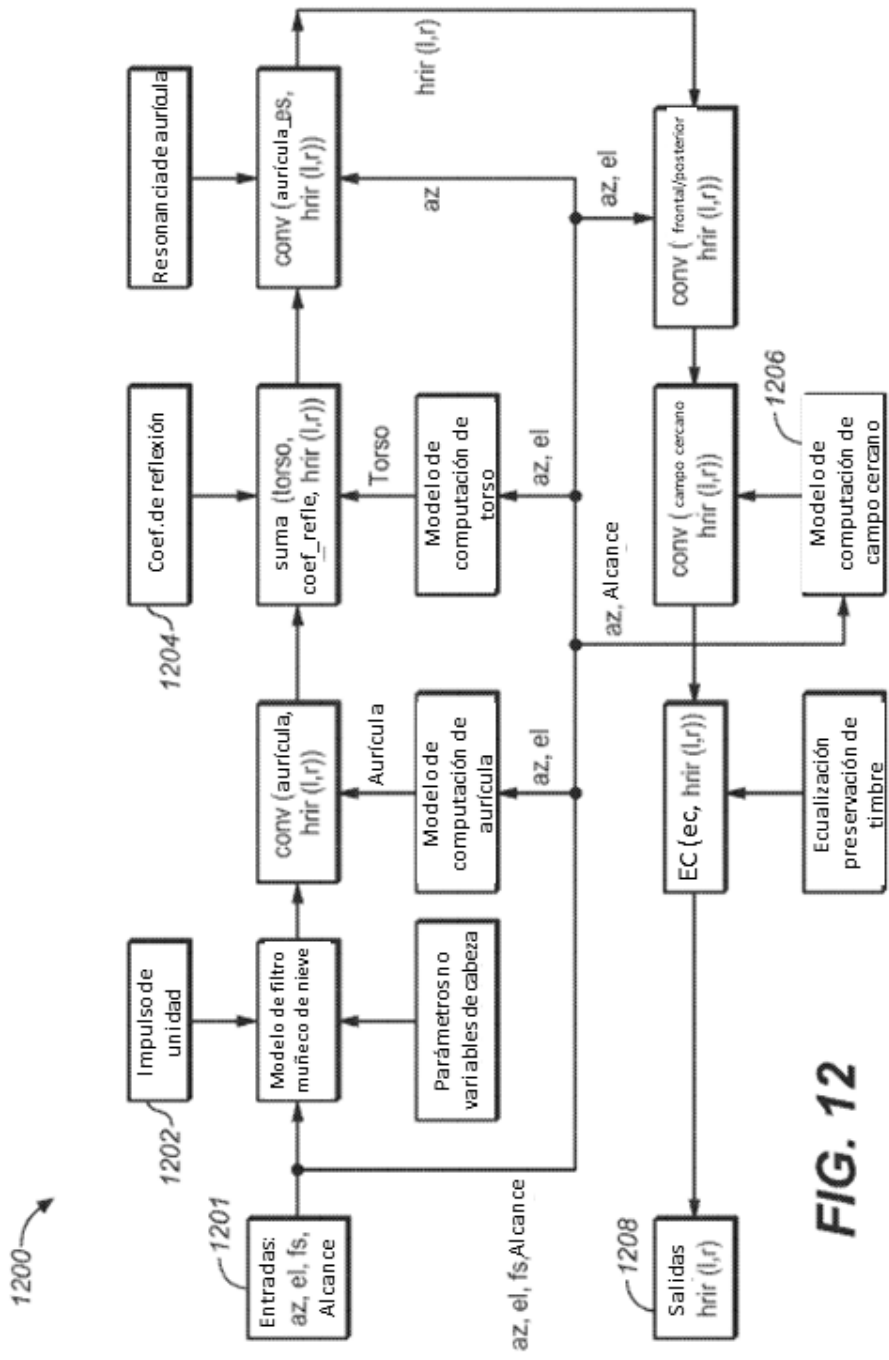 1200
Impulso de
unidad
1202
Coef.de reflexión
1204
Resonanciade aurícula
Entradas:
az, el, fs,
Alcance
1201
Modelo de filtro
muñeco de nieve
conv (aurícula,
hrir (l,r))
suma (torso,
coef_refle, hrir (l,r))
conv (aurícula_es,
hrir (l,r))
hrir (l,r)
Aurícula
Torso
az
Parámetros no
variables de cabeza
Modelo de
computación de
aurícula
Modelo de
computación de
torso
az, el
az, el
az, el, fs,Alcance
az, Alcance
az, el
Salidas
hrir (l,r)
1208
EC (ec, hrir (l,r))
conv ( campo cercano
hrir (l,r))
conv ( frontal/posterior
hrir (l,r))
Ecualización
preservación de
timbre
Modelo de
computación de
campo cercano
1206
FIG. 12